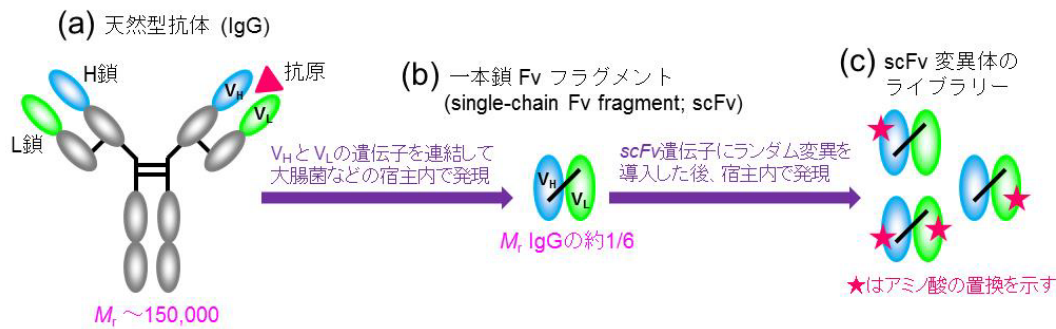 (a) 天然型抗体 (IgG)
H鎖
L鎖
抗原
VH
VL
Mr ～150,000
VHとVLの遺伝子を連結して
大腸菌などの宿主内で発現
(b) 一本鎖 Fv フラグメント
(single-chain Fv fragment; scFv)
VH
VL
Mr IgGの約1/6
scFv遺伝子にランダム変異を
導入した後、宿主内で発現
(c) scFv 変異体の
ライブラリー
★はアミノ酸の置換を示す